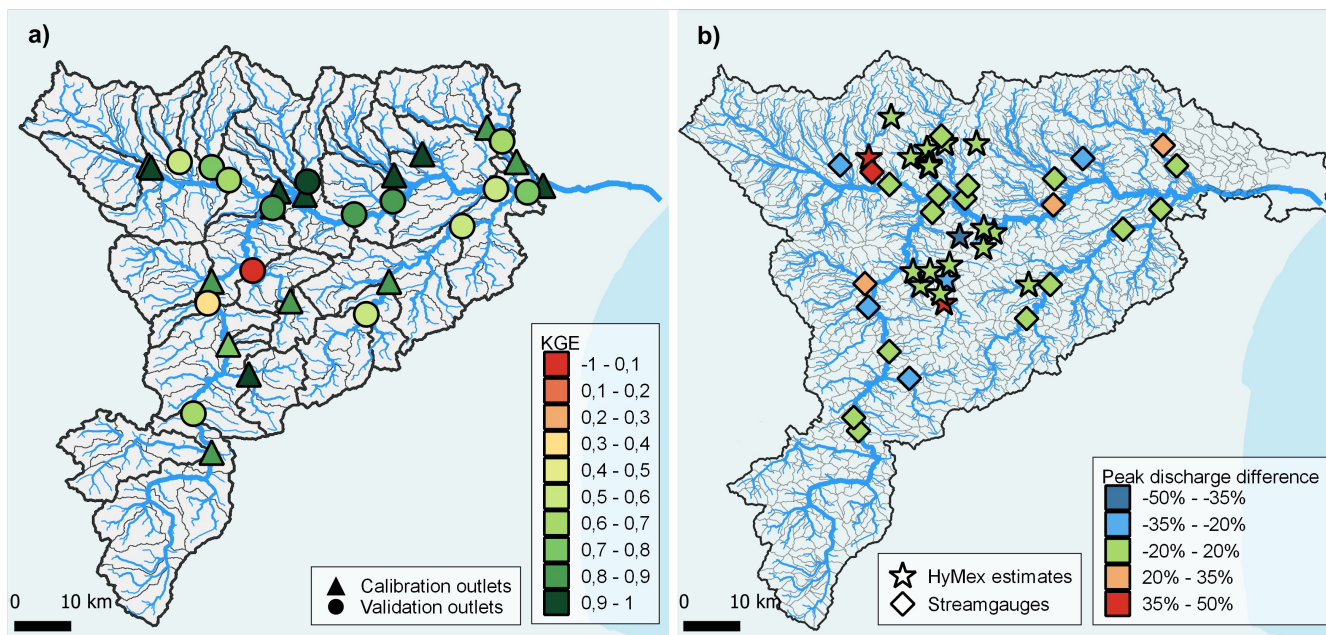 a)
KGE
-1 - 0,1
0,1 - 0,2
0,2 - 0,3
0,3 - 0,4
0,4 - 0,5
0,5 - 0,6
0,6 - 0,7
0,7 - 0,8
0,8 - 0,9
0,9 - 1
Calibration outlets
Validation outlets
0 10 km
b)
Peak discharge difference
-50% - -35%
-35% - -20%
-20% - 20%
20% - 35%
35% - 50%
HyMex estimates
Streamgauges
0 10 km